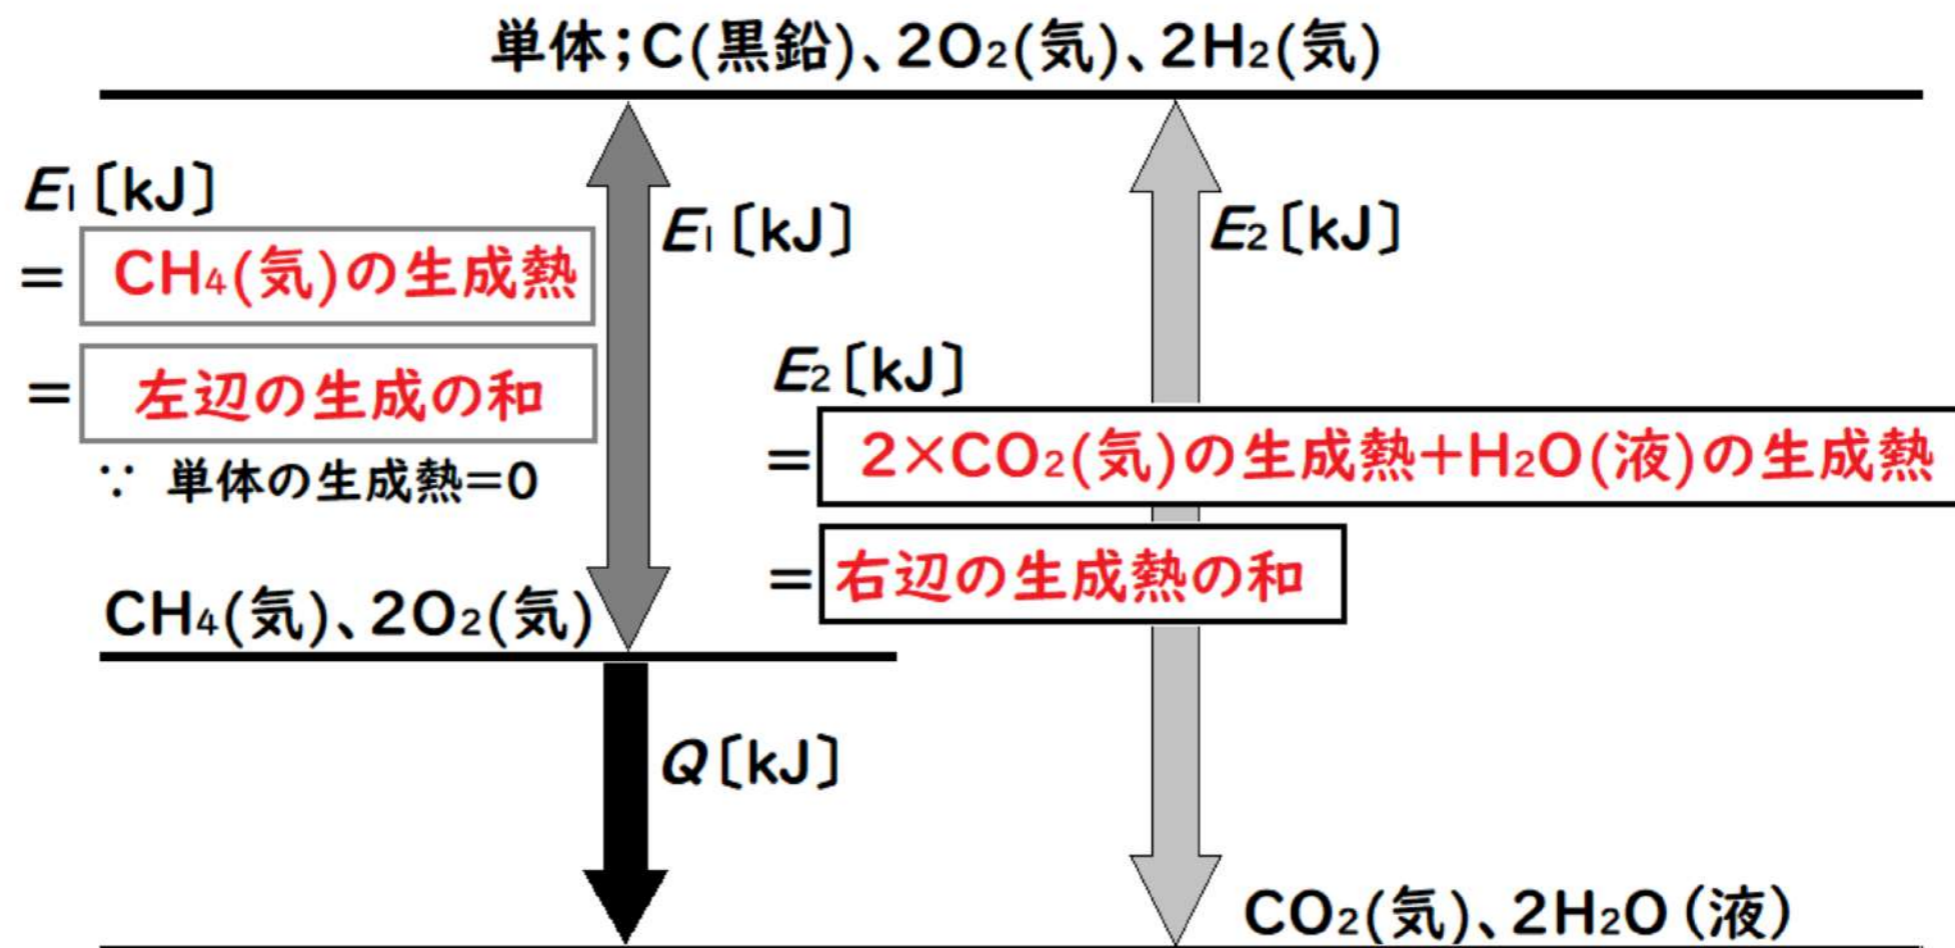 単体;C(黒鉛)、2O₂(気)、2H₂(気)
E₁〔kJ〕
= CH₄(気)の生成熱
= 左辺の生成の和
∵ 単体の生成熱=0
E₁〔kJ〕
E₂〔kJ〕
E₂〔kJ〕
= 2×CO₂(気)の生成熱+H₂O(液)の生成熱
= 右辺の生成熱の和
CH₄(気)、2O₂(気)
Q〔kJ〕
CO₂(気)、2H₂O(液)